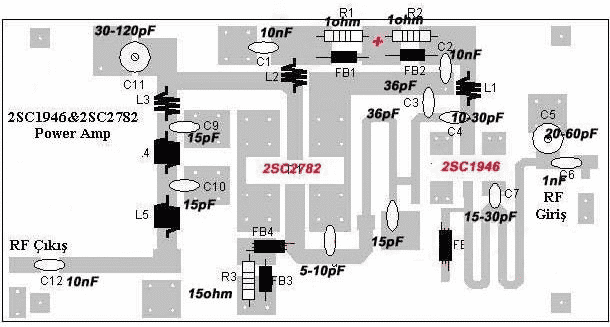 R1
R2
1ohm
1ohm
30-120pF
10nF
+
C1
C2
10nF
C11
L2
FB1
FB2
36pF
L1
L3
C3
36pF
10-30pF
C5
2SC1946&2SC2782
Power Amp
C9
15pF
C4
20-60pF
.4
2SC2782
2SC1946
C6
1nF
C10
C7
RF
Giriş
15pF
L5
15-30pF
FB4
15pF
RF Çıkış
5-10pF
R3
FB3
C12
10nF
15ohm